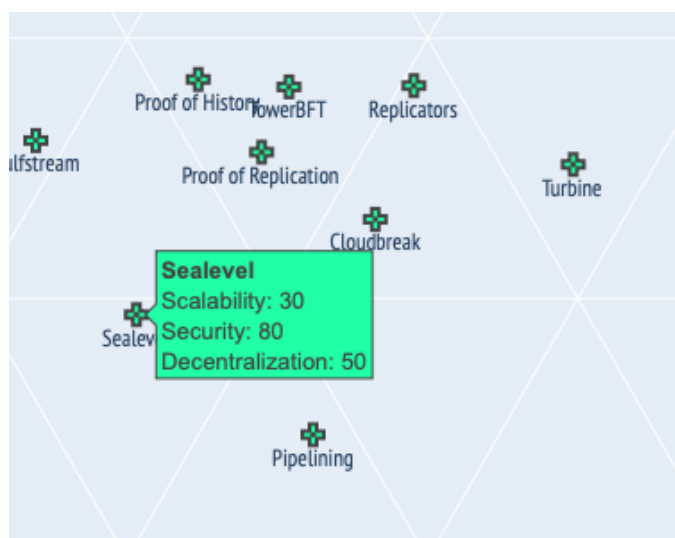 Proof of History
TowerBFT
Replicators
ulfstream
Proof of Replication
Turbine
Cloudbreak
Sealevel
Scalability: 30
Security: 80
Decentralization: 50
Sealev
Pipelining